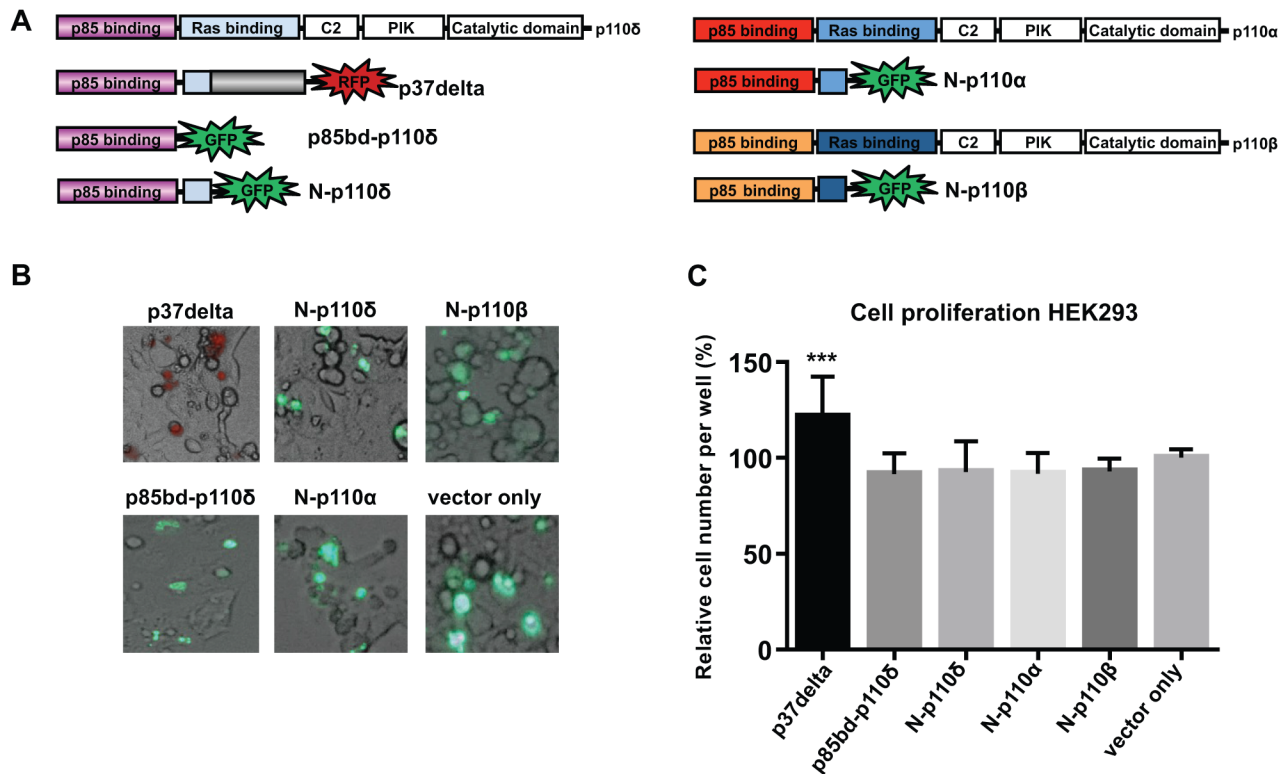 A
p85 binding Ras binding C2 PIK Catalytic domain p110δ
RFP
p85 binding p37delta
p85 binding GFP p85bd-p110δ
p85 binding GFP N-p110δ
p85 binding Ras binding C2 PIK Catalytic domain p110α
p85 binding GFP N-p110α
p85 binding Ras binding C2 PIK Catalytic domain p110β
p85 binding GFP N-p110β
B
p37delta N-p110δ N-p110β
p85bd-p110δ N-p110α vector only
C
Cell proliferation HEK293
Relative cell number per well (%)
150
100
50
0
***
p37delta
p85bd-p110δ
N-p110δ
N-p110α
N-p110β
vector only